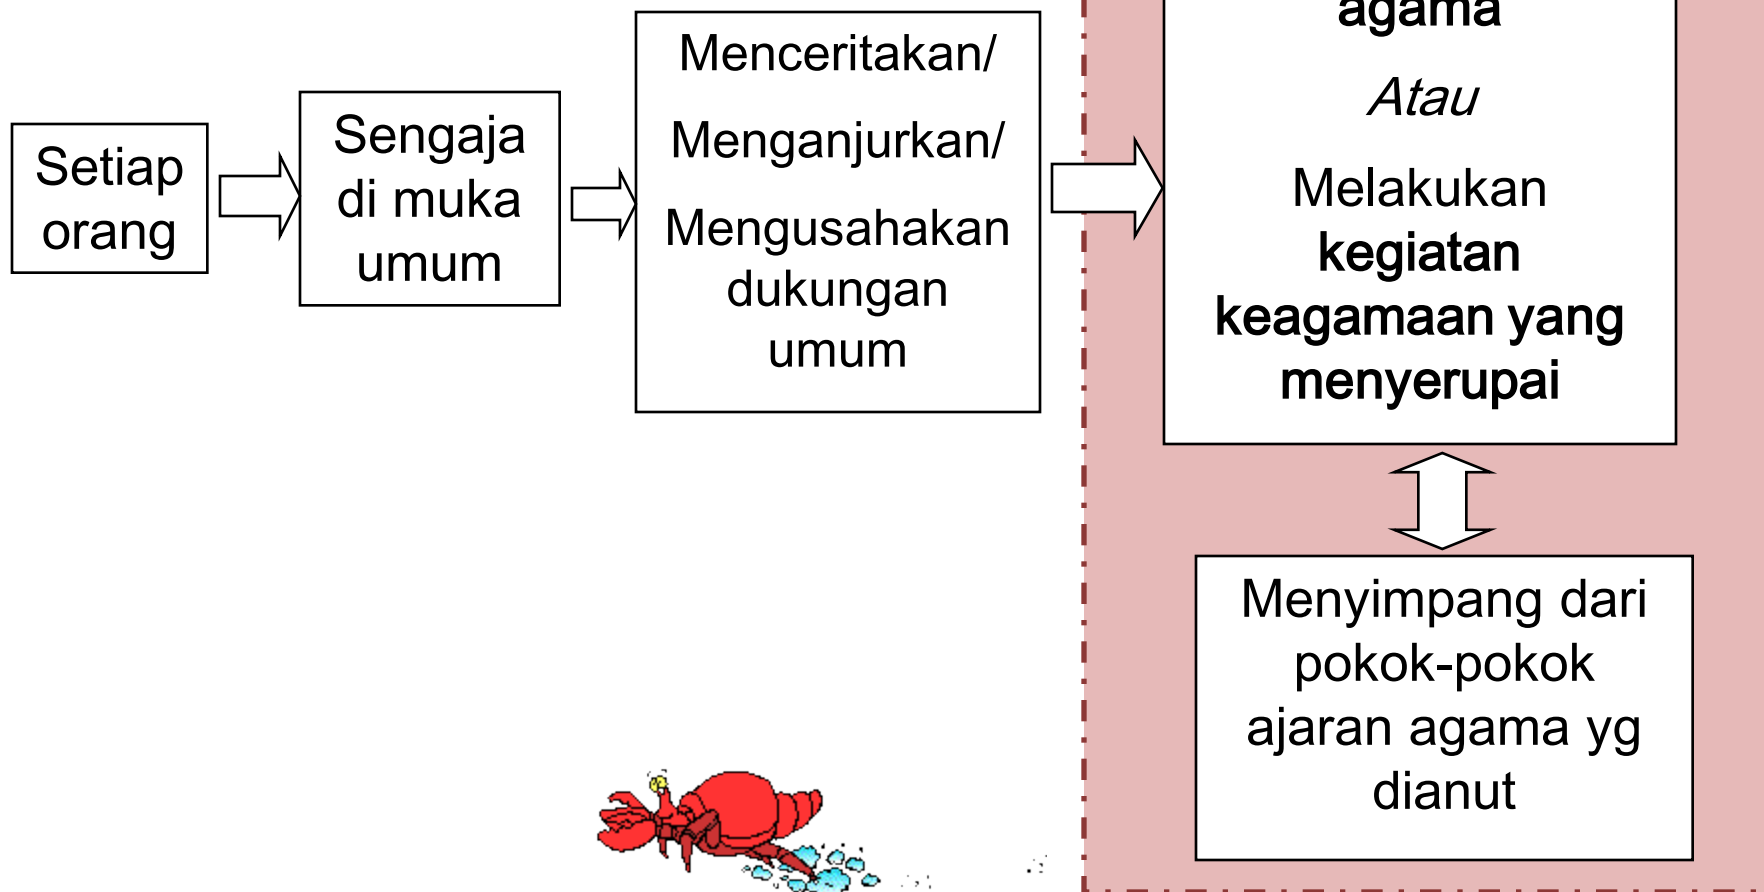 Setiap
orang
Sengaja
di muka
umum
Menceritakan/
Menganjurkan/
Mengusahakan
dukungan
umum
agama
Atau
Melakukan
kegiatan
keagamaan yang
menyerupai
Menyimpang dari
pokok-pokok
ajaran agama yg
dianut